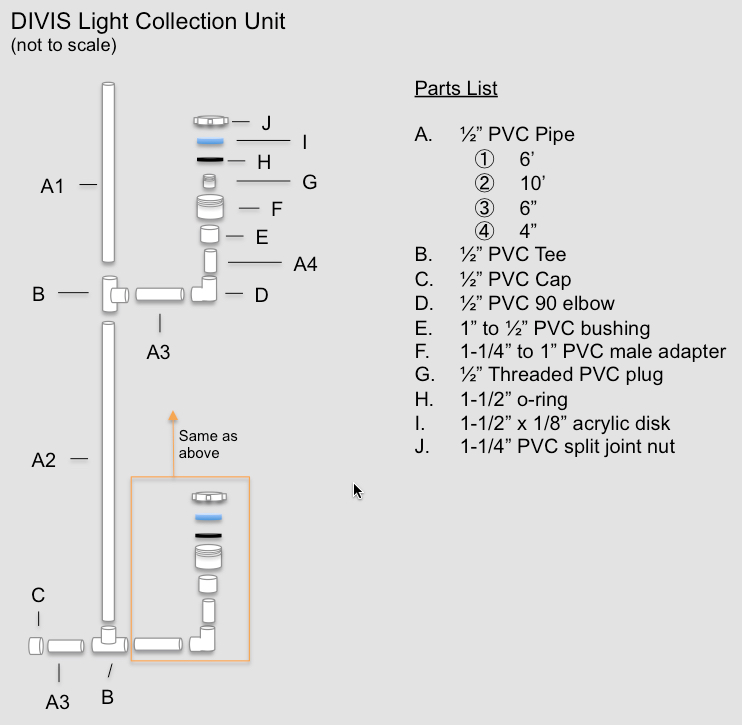 DIVIS Light Collection Unit
(not to scale)
J
I
H
G
F
E
A4
D
A1
B
A3
A2
Same as
above
C
A3
B
Parts List
A. ½” PVC Pipe
① 6’
② 10’
③ 6”
④ 4”
B. ½” PVC Tee
C. ½” PVC Cap
D. ½” PVC 90 elbow
E. 1” to ½” PVC bushing
F. 1-1/4” to 1” PVC male adapter
G. ½” Threaded PVC plug
H. 1-1/2” o-ring
I. 1-1/2” x 1/8” acrylic disk
J. 1-1/4” PVC split joint nut